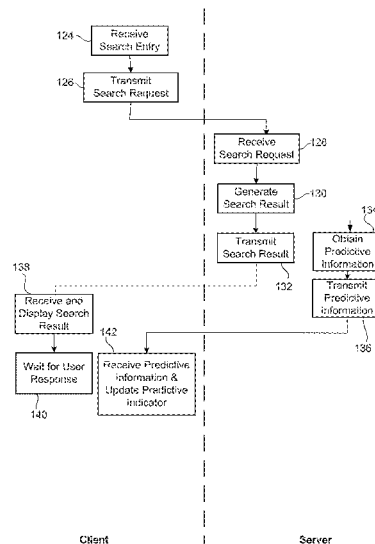 124
Receive
Search Entry
126
Transmit
Search Request
Receive
Search Request
128
Generate
Search Result
130
134
Transmit
Search Result
132
Obtain
Predictive
Information
Transmit
Predictive
Information
136
138
Receive and
Display Search
Result
142
Wait for User
Response
140
Receive Predictive
Information &
Update Predictive
Indicator
Client
Server